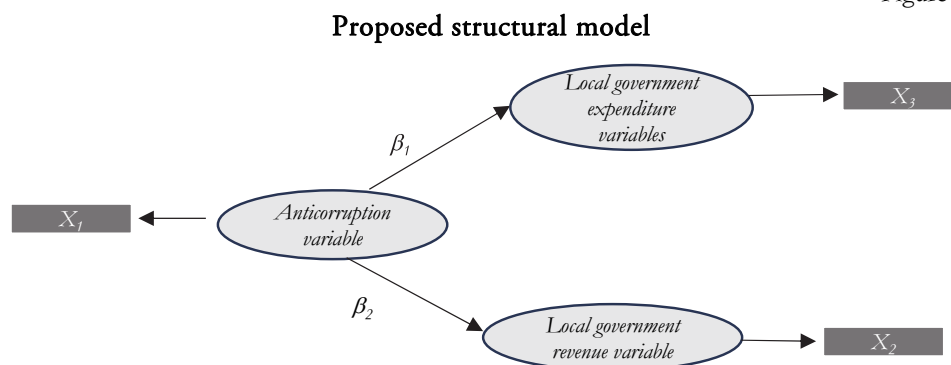 Figure
Proposed structural model
Local government
expenditure
variables
X₃
β₁
Anticorruption
variable
X₁
β₂
Local government
revenue variable
X₂